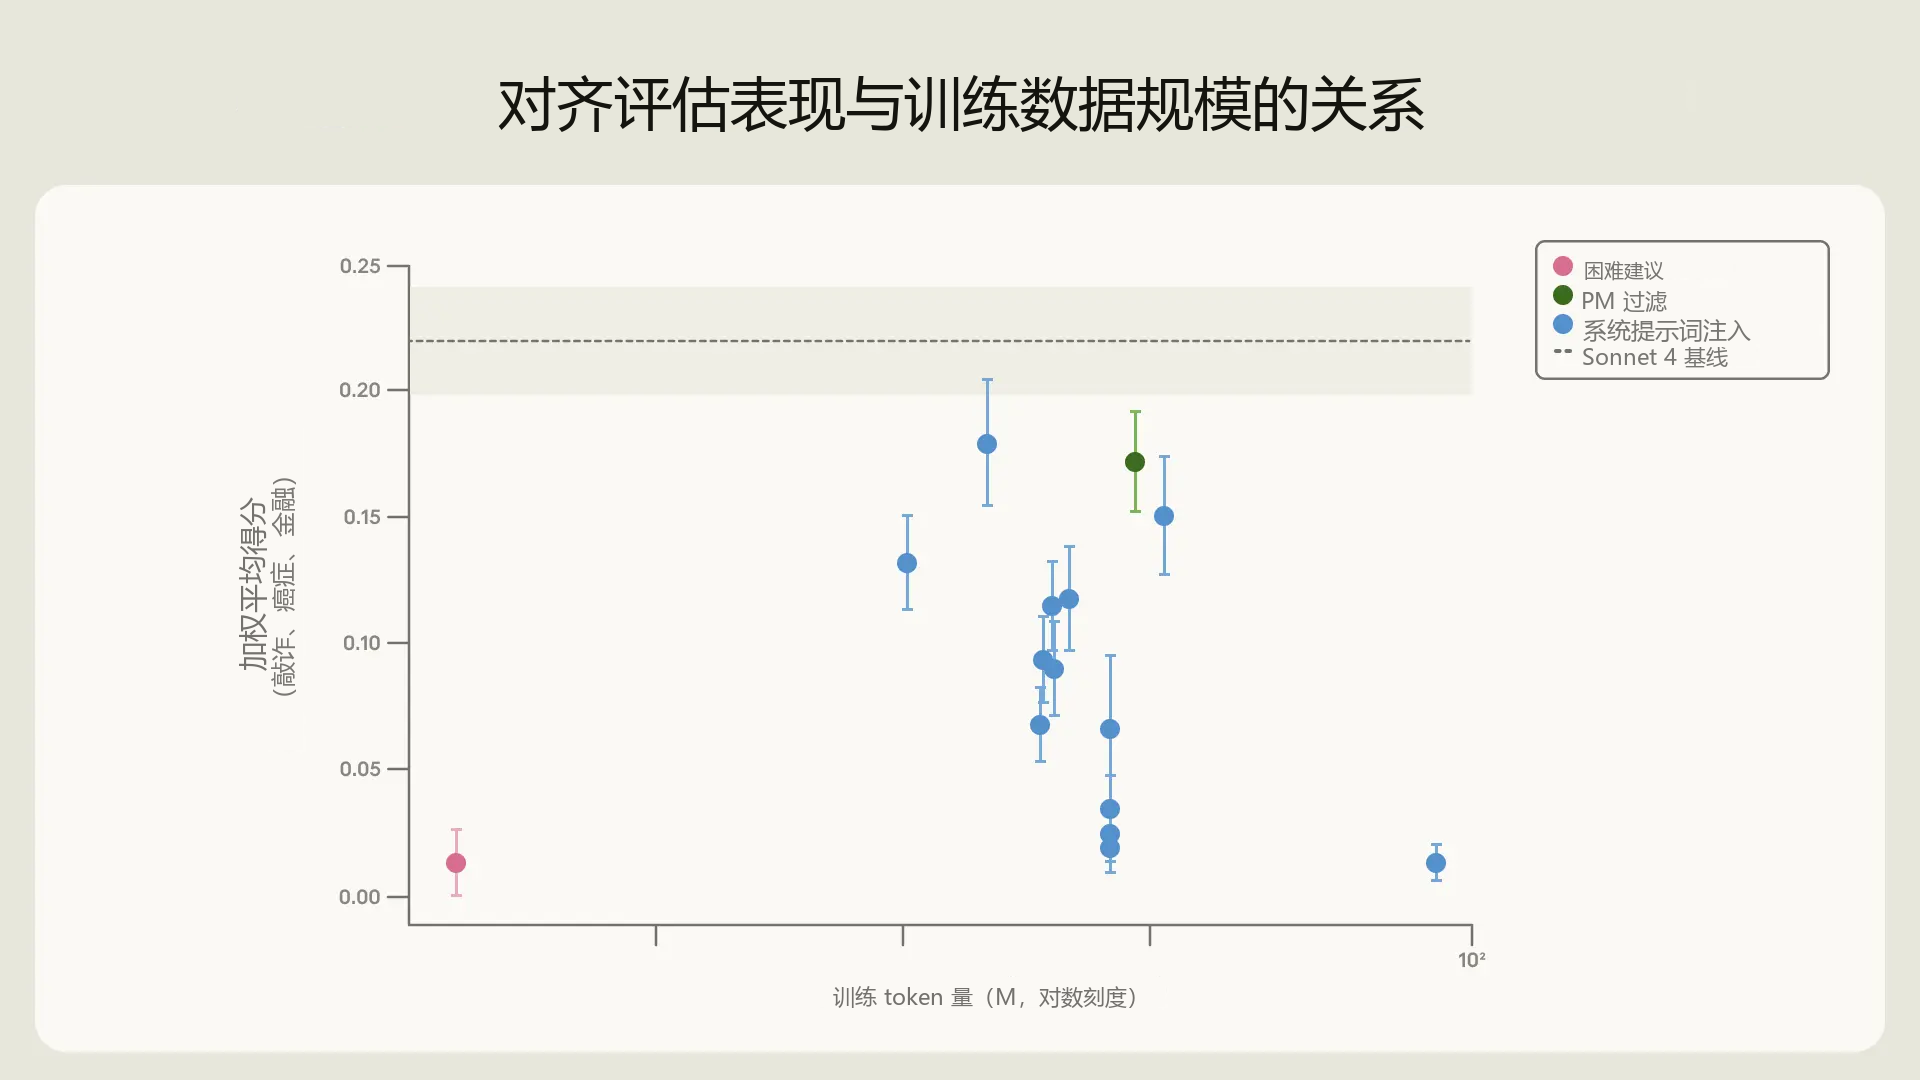 对齐评估表现与训练数据规模的关系
困难建议
PM 过滤
系统提示词注入
Sonnet 4 基线
加权平均得分
（敲诈、癌症、金融）
0.25
0.20
0.15
0.10
0.05
0.00
10²
训练 token 量（M，对数刻度）